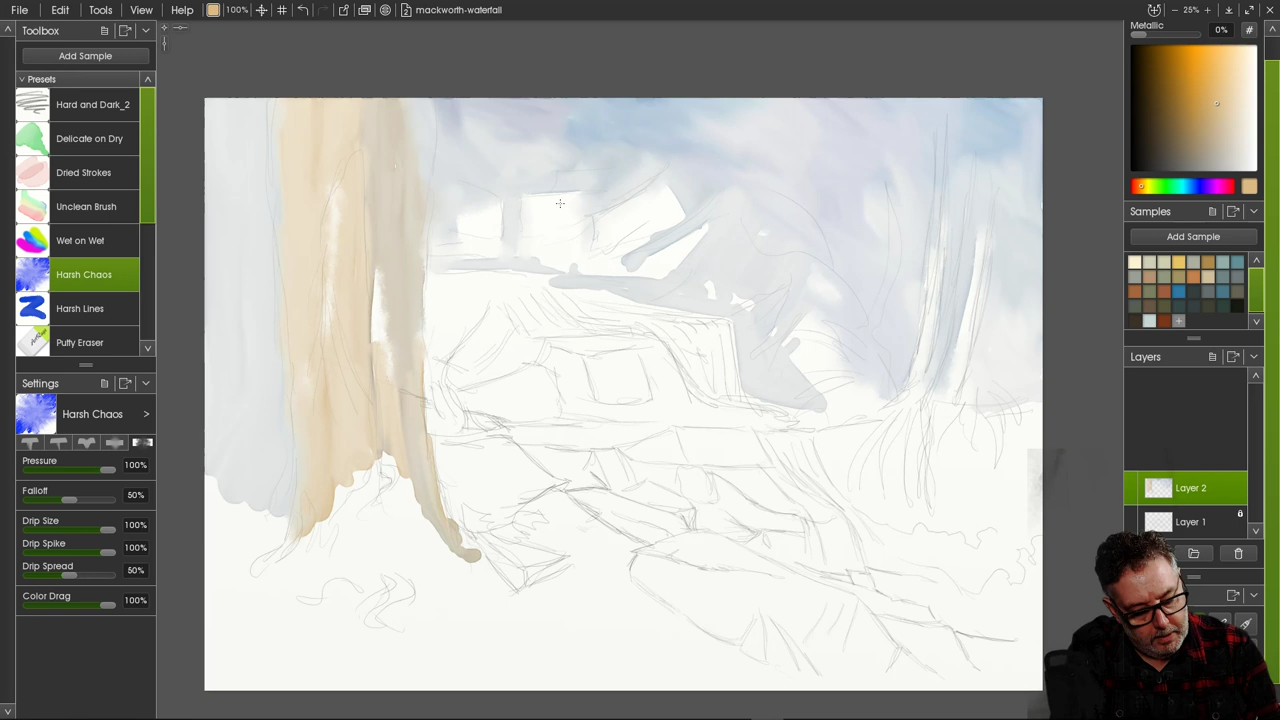 File Edit Tools View Help 100% 2 mackworth-waterfall 25%
Toolbox
Add Sample
Presets
Hard and Dark_2
Delicate on Dry
Dried Strokes
Unclean Brush
Wet on Wet
Harsh Chaos
Harsh Lines
Putty Eraser
Settings
Harsh Chaos
Pressure 100%
Falloff 50%
Drip Size 100%
Drip Spike 100%
Drip Spread 50%
Color Drag 100%
Metallic 0% #
Samples
Add Sample
Layers
Layer 2
Layer 1